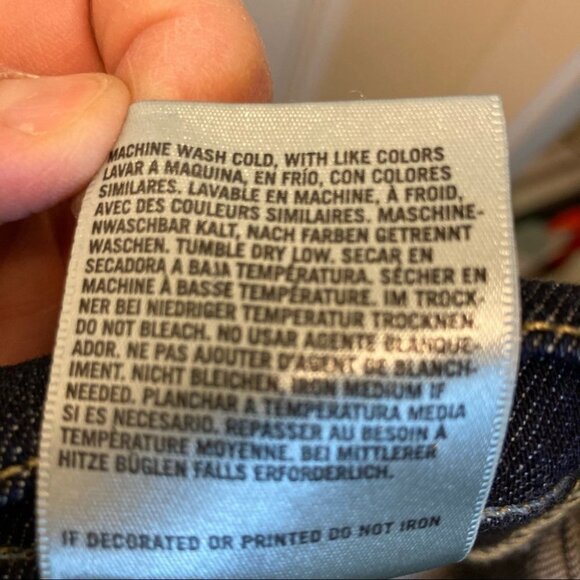 MACHINE WASH COLD, WITH LIKE COLORS
LAVAR A MAQUINA, EN FRÍO, CON COLORES
SIMILARES. LAVABLE EN MACHINE, À FROID,
AVEC DES COULEURS SIMILAIRES. MASCHINE-
NWASCHBAR KALT, NACH FARBEN GETRENNT
WASCHEN. TUMBLE DRY LOW. SECAR EN
SECADORA A BAJA TEMPERATURA. SÉCHER EN
MACHINE À BASSE TEMPÉRATURE. IM TROCK-
NER BEI NIEDRIGER TEMPERATUR TROCKNEN
DO NOT BLEACH. NO USAR AGENTE BLANQUE-
ADOR. NE PAS AJOUTER D'AGENT DE BLANCH-
IMENT. NICHT BLEICHEN. IRON MEDIUM IF
NEEDED. PLANCHAR A TEMPERATURA MEDIA
SI ES NECESARIO. REPASSER AU BESOIN À
TEMPÉRATURE MOYENNE. BEI MITTLERER
HITZE BÜGLEN FALLS ERFORDERLICH.
IF DECORATED OR PRINTED DO NOT IRON